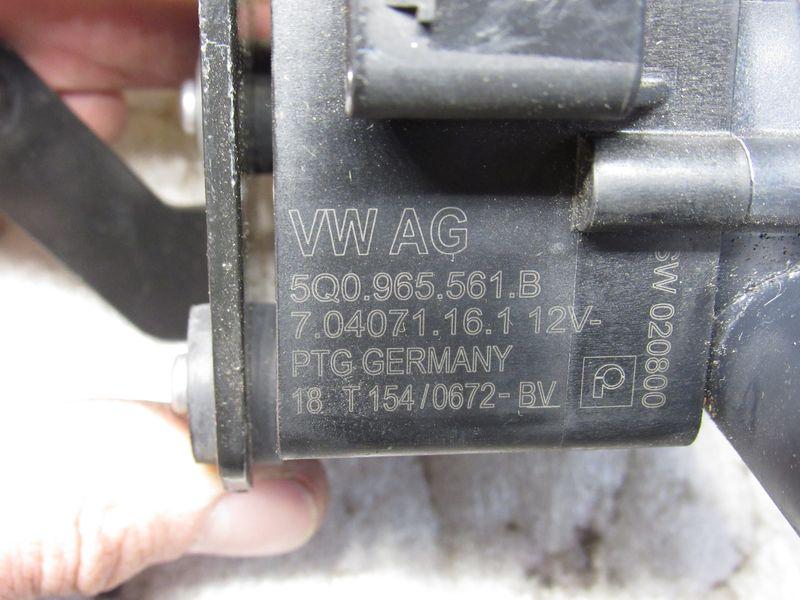 VW AG
5Q0.965.561.B
7.04071.16.1 12V-
PTG GERMANY
18 T 154/0672-BV
SW 020800